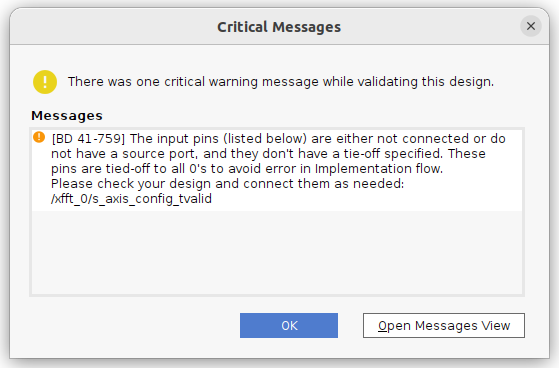 Critical Messages
There was one critical warning message while validating this design.
Messages
[BD 41-759] The input pins (listed below) are either not connected or do
not have a source port, and they don't have a tie-off specified. These
pins are tied-off to all 0's to avoid error in Implementation flow.
Please check your design and connect them as needed:
/xfft_0/s_axis_config_tvalid
OK
Open Messages View